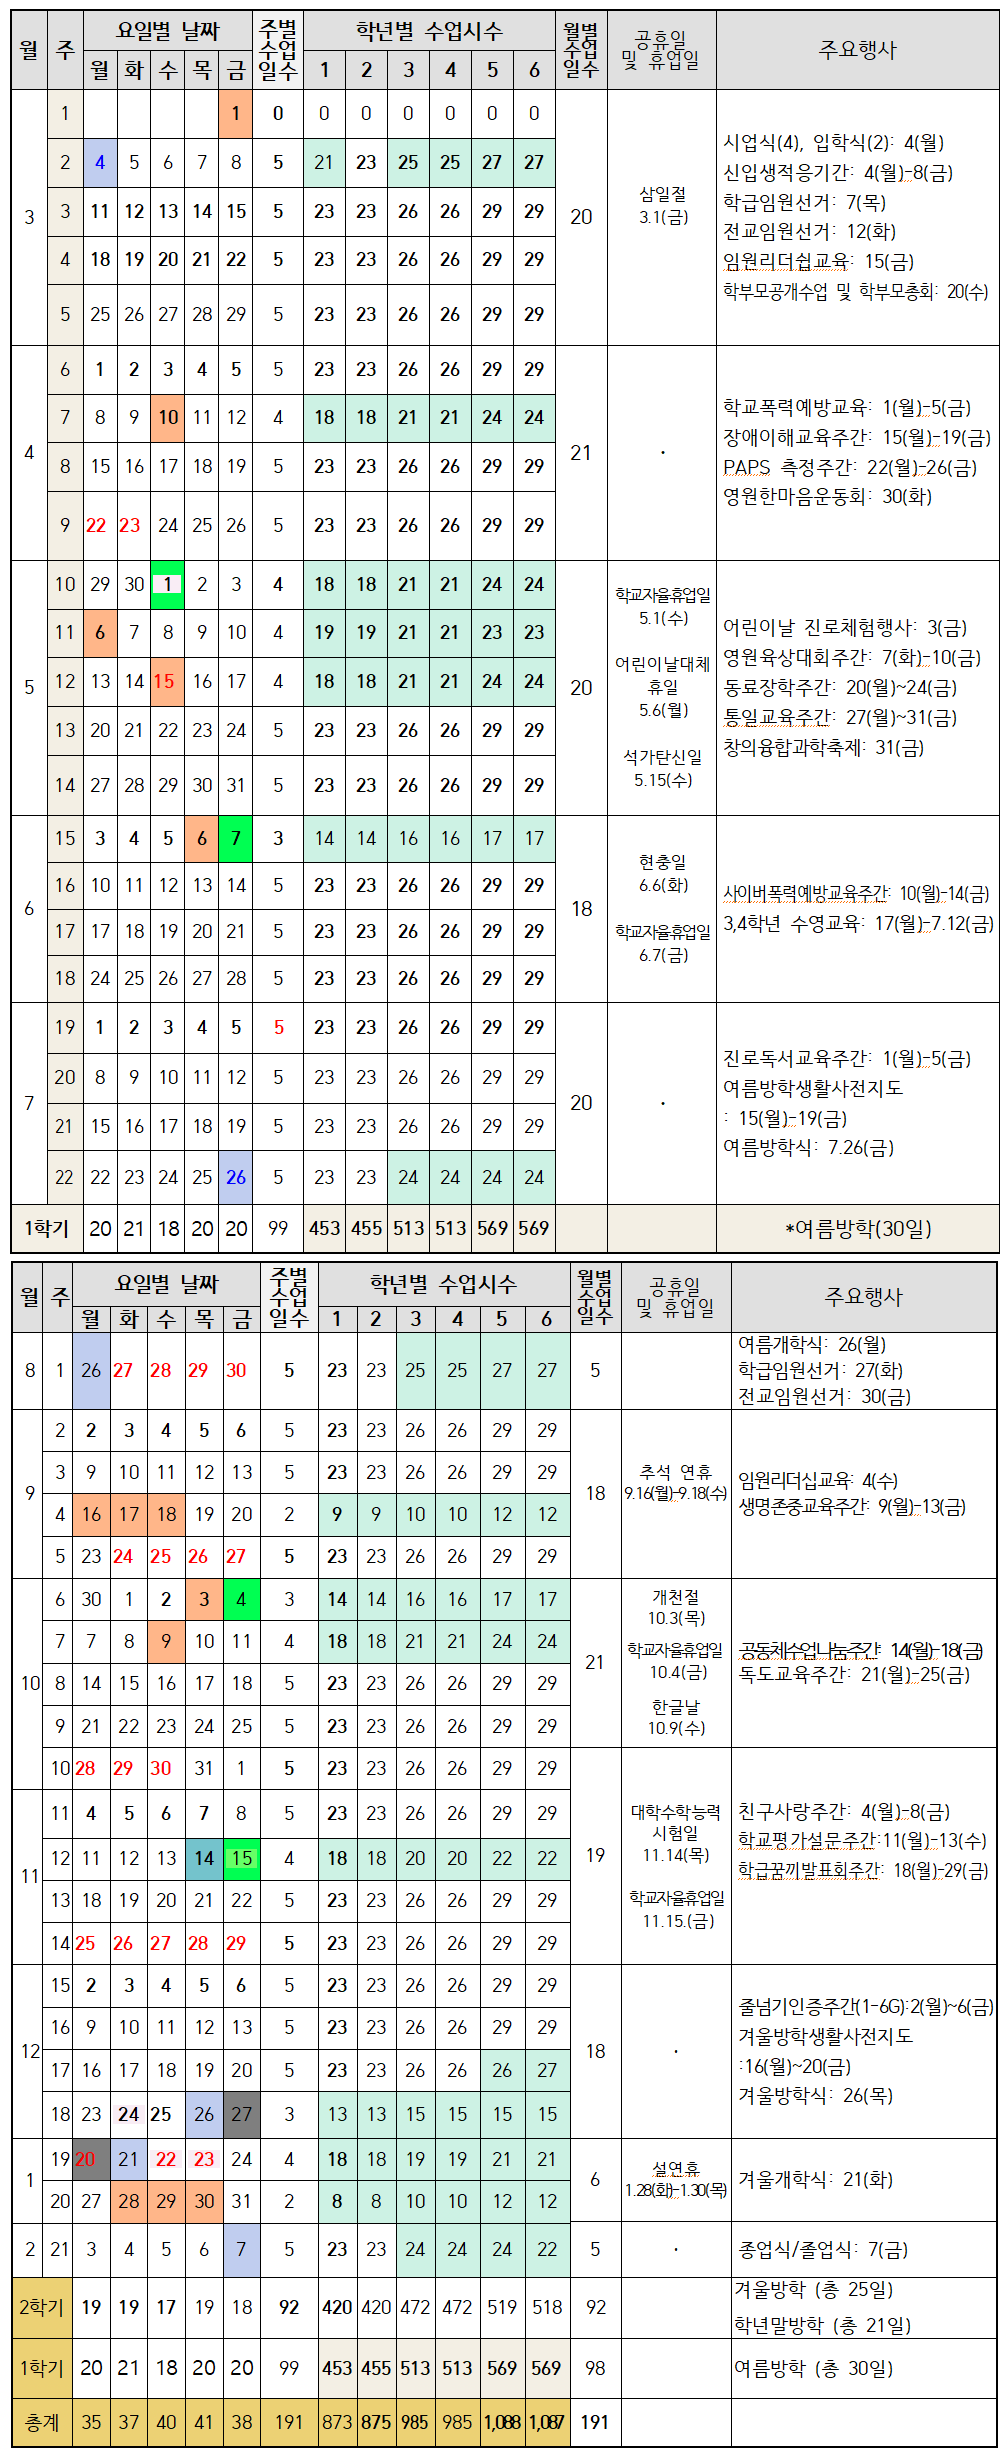 월 주 요일별 날짜 주별 수업 일수 학년별 수업시수 월별 수업 일수 공휴일 및 휴업일 주요행사
월 화 수 목 금 1 2 3 4 5 6
3 1 1 0 0 0 0 0 0 0 20 삼일절 3.1(금)
2 4 5 6 7 8 5 21 23 25 25 27 27
3 11 12 13 14 15 5 23 23 26 26 29 29
4 18 19 20 21 22 5 23 23 26 26 29 29
5 25 26 27 28 29 5 23 23 26 26 29 29
시업식(4), 입학식(2): 4(월)
신입생적응기간: 4(월)-8(금)
학급임원선거: 7(목)
전교임원선거: 12(화)
임원리더쉽교육: 15(금)
학부모공개수업 및 학부모총회: 20(수)
4 6 1 2 3 4 5 5 23 23 26 26 29 29 21 ·
7 8 9 10 11 12 4 18 18 21 21 24 24
8 15 16 17 18 19 5 23 23 26 26 29 29
9 22 23 24 25 26 5 23 23 26 26 29 29
학교폭력예방교육: 1(월)-5(금)
장애이해교육주간: 15(월)-19(금)
PAPS 측정주간: 22(월)-26(금)
영원한마음운동회: 30(화)
5 10 29 30 1 2 3 4 18 18 21 21 24 24 20
11 6 7 8 9 10 4 19 19 21 21 23 23
12 13 14 15 16 17 4 18 18 21 21 24 24
13 20 21 22 23 24 5 23 23 26 26 29 29
14 27 28 29 30 31 5 23 23 26 26 29 29
학교자율휴업일
5.1(수)
어린이날대체
휴일
5.6(월)
석가탄신일
5.15(수)
어린이날 진로체험행사: 3(금)
영원육상대회주간: 7(화)-10(금)
동료장학주간: 20(월)~24(금)
통일교육주간: 27(월)~31(금)
창의융합과학축제: 31(금)
6 15 3 4 5 6 7 3 14 14 16 16 17 17 18
16 10 11 12 13 14 5 23 23 26 26 29 29
17 17 18 19 20 21 5 23 23 26 26 29 29
18 24 25 26 27 28 5 23 23 26 26 29 29
현충일
6.6(화)
학교자율휴업일
6.7(금)
사이버폭력예방교육주간: 10(월)-14(금)
3,4학년 수영교육: 17(월)-7.12(금)
7 19 1 2 3 4 5 5 23 23 26 26 29 29 20 ·
20 8 9 10 11 12 5 23 23 26 26 29 29
21 15 16 17 18 19 5 23 23 26 26 29 29
22 22 23 24 25 26 5 23 23 24 24 24 24
진로독서교육주간: 1(월)-5(금)
여름방학생활사전지도
: 15(월)-19(금)
여름방학식: 7.26(금)
1학기 20 21 18 20 20 99 453 455 513 513 569 569 *여름방학(30일)
월 주 요일별 날짜 주별 수업 일수 학년별 수업시수 월별 수업 일수 공휴일 및 휴업일 주요행사
월 화 수 목 금 1 2 3 4 5 6
8 1 26 27 28 29 30 5 23 23 25 25 27 27 5
여름개학식: 26(월)
학급임원선거: 27(화)
전교임원선거: 30(금)
9 2 2 3 4 5 6 5 23 23 26 26 29 29 18
3 9 10 11 12 13 5 23 23 26 26 29 29
4 16 17 18 19 20 2 9 9 10 10 12 12
5 23 24 25 26 27 5 23 23 26 26 29 29
추석 연휴
9.16(월)-9.18(수)
임원리더십교육: 4(수)
생명존중교육주간: 9(월)-13(금)
10 6 30 1 2 3 4 3 14 14 16 16 17 17 21
7 7 8 9 10 11 4 18 18 21 21 24 24
8 14 15 16 17 18 5 23 23 26 26 29 29
9 21 22 23 24 25 5 23 23 26 26 29 29
10 28 29 30 31 1 5 23 23 26 26 29 29
개천절
10.3(목)
학교자율휴업일
10.4(금)
한글날
10.9(수)
공동체수업나눔주간: 14(월)-18(금)
독도교육주간: 21(월)-25(금)
11 11 4 5 6 7 8 5 23 23 26 26 29 29 19
12 11 12 13 14 15 4 18 18 20 20 22 22
13 18 19 20 21 22 5 23 23 26 26 29 29
14 25 26 27 28 29 5 23 23 26 26 29 29
대학수학능력
시험일
11.14(목)
학교자율휴업일
11.15.(금)
친구사랑주간: 4(월)-8(금)
학교평가설문주간:11(월)-13(수)
학급꿈끼발표회주간: 18(월)-29(금)
12 15 2 3 4 5 6 5 23 23 26 26 29 29 18 ·
16 9 10 11 12 13 5 23 23 26 26 29 29
17 16 17 18 19 20 5 23 23 26 26 26 27
18 23 24 25 26 27 3 13 13 15 15 15 15
줄넘기인증주간(1-6G):2(월)~6(금)
겨울방학생활사전지도
:16(월)~20(금)
겨울방학식: 26(목)
1 19 20 21 22 23 24 4 18 18 19 19 21 21 6
20 27 28 29 30 31 2 8 8 10 10 12 12
설연휴
1.28(화)-1.30(목)
겨울개학식: 21(화)
2 21 3 4 5 6 7 5 23 23 24 24 24 22 5 · 종업식/졸업식: 7(금)
2학기 19 19 17 19 18 92 420 420 472 472 519 518 92 겨울방학 (총 25일)
학년말방학 (총 21일)
1학기 20 21 18 20 20 99 453 455 513 513 569 569 98 여름방학 (총 30일)
총계 35 37 40 41 38 191 873 875 985 985 1,088 1,087 191